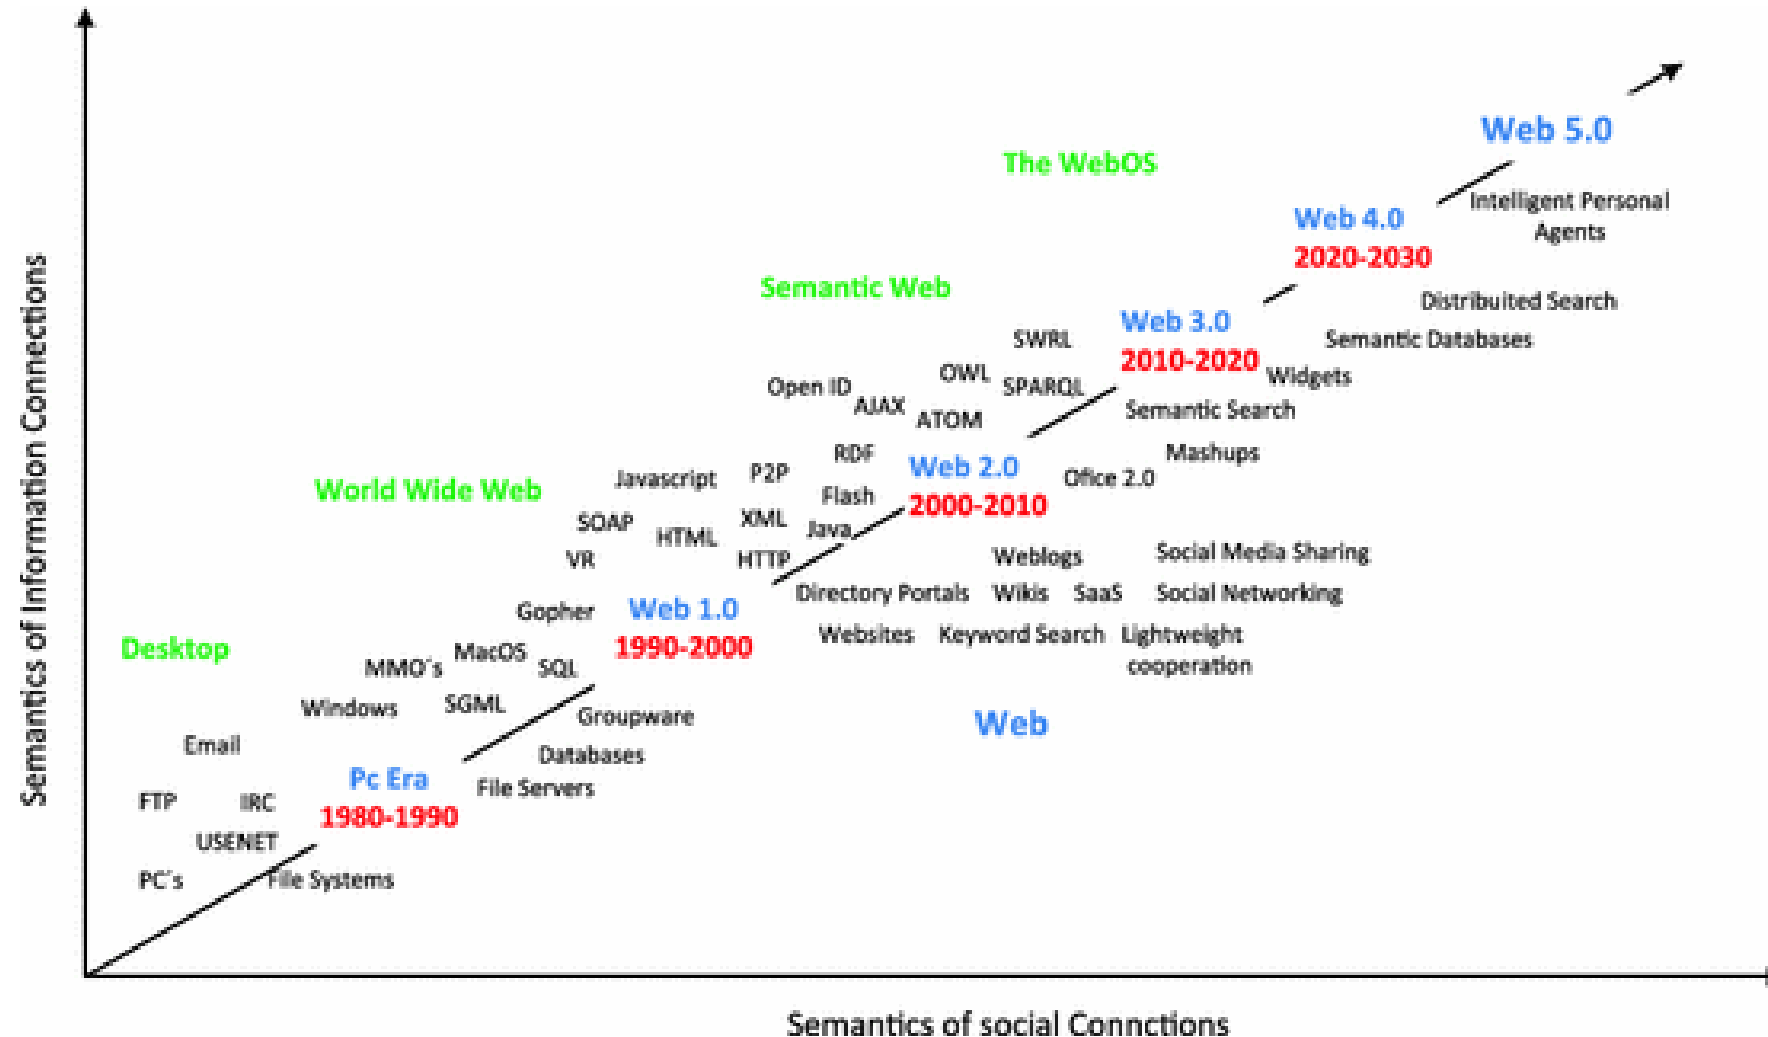 Web 5.0
The WebOS
Intelligent Personal
Agents
Web 4.0
2020-2030
Semantic Web
Distribuited Search
Web 3.0
2010-2020
SWRL
Semantic Databases
OWL
SPARQL
Widgets
Open ID
AJAX
ATOM
Semantic Search
RDF
Mashups
Web 2.0
2000-2010
Ofice 2.0
World Wide Web
Javascript
P2P
Flash
SOAP
XML
HTML
Java
VR
HTTP
Weblogs
Social Media Sharing
Directory Portals
Wikis
SaaS
Social Networking
Gopher
Web 1.0
1990-2000
Websites
Keyword Search
Lightweight
cooperation
Desktop
MMO´s
MacOS
SQL
Windows
SGML
Groupware
Web
Email
Databases
Pc Era
1980-1990
File Servers
FTP
IRC
USENET
PC´s
File Systems
Semantics of Information Connections
Semantics of social Connctions